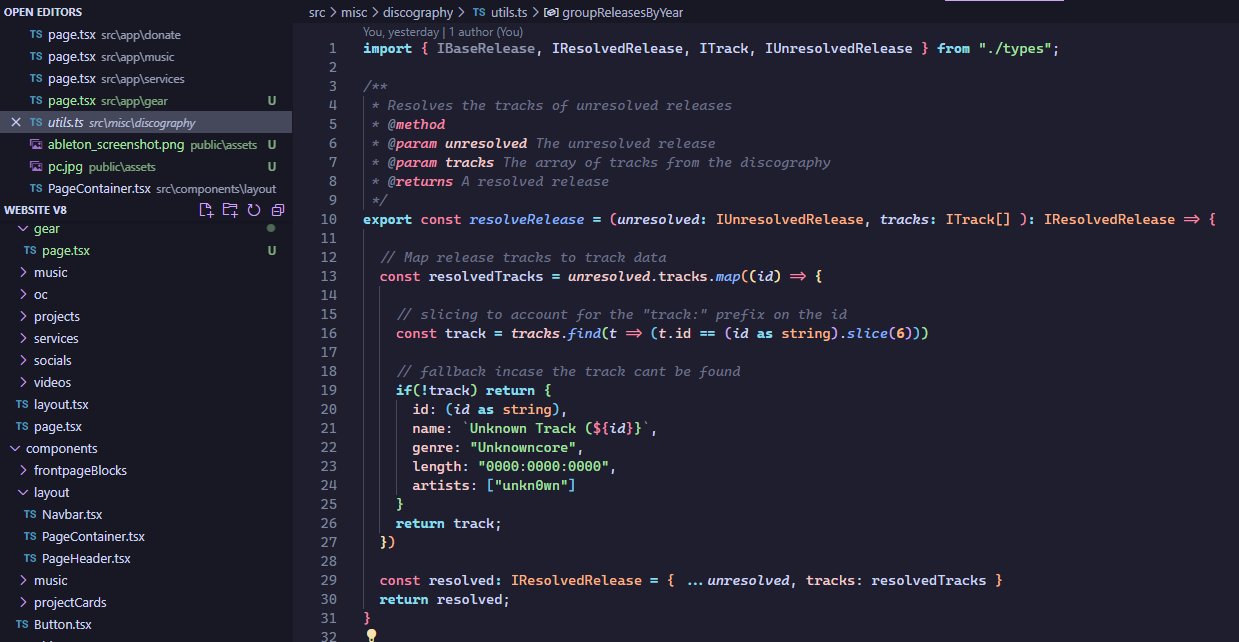 OPEN EDITORS
TS page.tsx src\app\donate
TS page.tsx src\app\music
TS page.tsx src\app\services
TS page.tsx src\app\gear U
TS utils.ts src\misc\discography
ableton_screenshot.png public\assets U
pc.jpg public\assets U
TS PageContainer.tsx src\components\layout
WEBSITE V8
gear
TS page.tsx U
music
oc
projects
services
socials
videos
TS layout.tsx
TS page.tsx
components
frontpageBlocks
layout
TS Navbar.tsx
TS PageContainer.tsx
TS PageHeader.tsx
music
projectCards
TS Button.tsx
src > misc > discography > TS utils.ts > groupReleasesByYear
You, yesterday | 1 author (You)
1 import { IBaseRelease, IResolvedRelease, ITrack, IUnresolvedRelease } from "./types";
2
3 /**
4 * Resolves the tracks of unresolved releases
5 * @method
6 * @param unresolved The unresolved release
7 * @param tracks The array of tracks from the discography
8 * @returns A resolved release
9 */
10 export const resolveRelease = (unresolved: IUnresolvedRelease, tracks: ITrack[] ): IResolvedRelease => {
11
12 // Map release tracks to track data
13 const resolvedTracks = unresolved.tracks.map((id) => {
14
15 // slicing to account for the "track:" prefix on the id
16 const track = tracks.find(t => (t.id == (id as string).slice(6)))
17
18 // fallback incase the track cant be found
19 if(!track) return {
20 id: (id as string),
21 name: `Unknown Track (${id}}`,
22 genre: "Unknowncore",
23 length: "0000:0000:0000",
24 artists: ["unkn0wn"]
25 }
26 return track;
27 })
28
29 const resolved: IResolvedRelease = { ...unresolved, tracks: resolvedTracks }
30 return resolved;
31 }
32